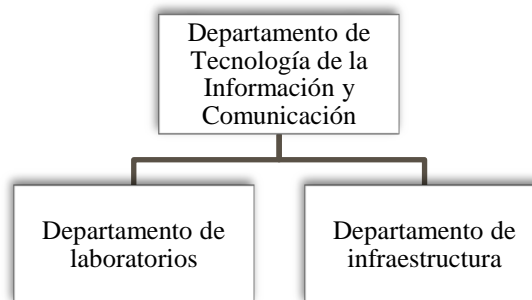 Departamento de
Tecnología de la
Información y
Comunicación
Departamento de
laboratorios
Departamento de
infraestructura